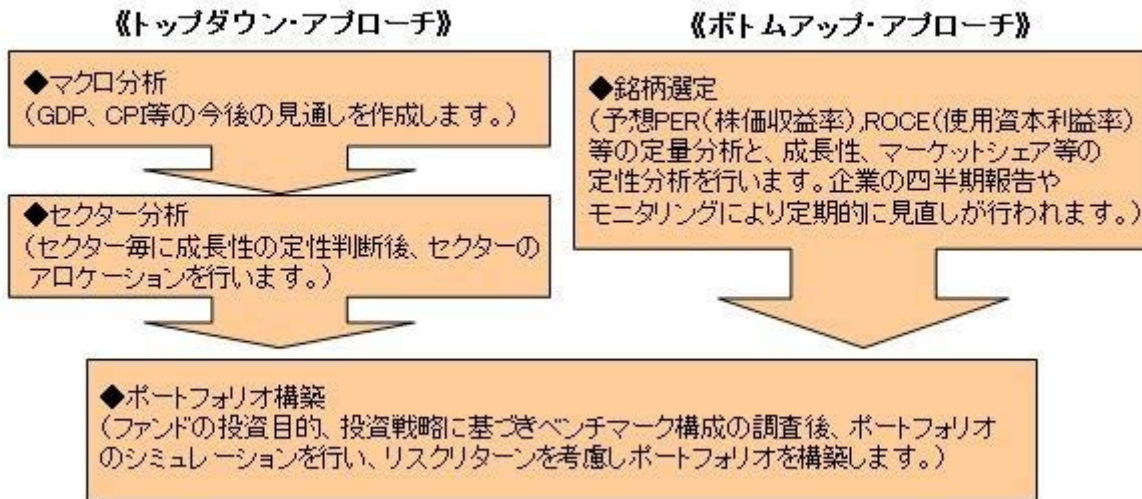 《トップダウン・アプローチ》
◆マクロ分析
(GDP、CPI等の今後の見通しを作成します。)
◆セクター分析
(セクター毎に成長性の定性判断後、セクターの
アロケーションを行います。)
《ボトムアップ・アプローチ》
◆銘柄選定
(予想PER(株価収益率),ROCE(使用資本利益率)
等の定量分析と、成長性、マーケットシェア等の
定性分析を行います。企業の四半期報告や
モニタリングにより定期的に見直しが行われます。)
◆ポートフォリオ構築
(ファンドの投資目的、投資戦略に基づきベンチマーク構成の調査後、ポートフォリオ
のシミュレーションを行い、リスクリターンを考慮しポートフォリオを構築します。)